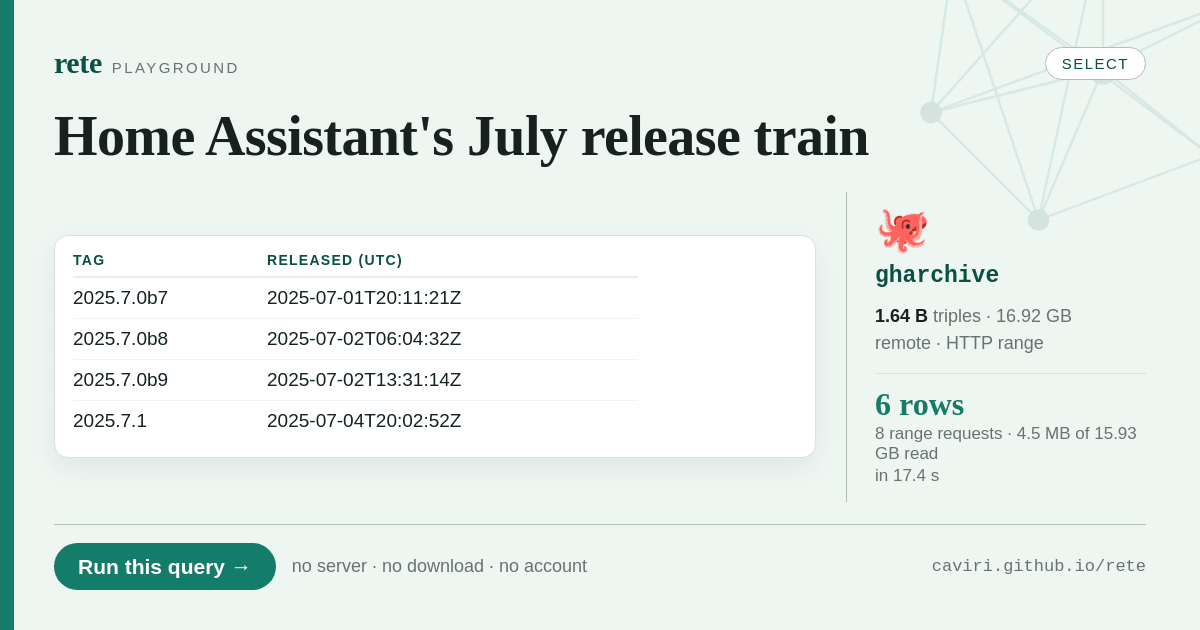 rete PLAYGROUND
SELECT
Home Assistant's July release train
TAG RELEASED (UTC)
2025.7.0b7 2025-07-01T20:11:21Z
2025.7.0b8 2025-07-02T06:04:32Z
2025.7.0b9 2025-07-02T13:31:14Z
2025.7.1 2025-07-04T20:02:52Z
gharchive
1.64 B triples · 16.92 GB
remote · HTTP range
6 rows
8 range requests · 4.5 MB of 15.93
GB read
in 17.4 s
Run this query →
no server · no download · no account
caviri.github.io/rete